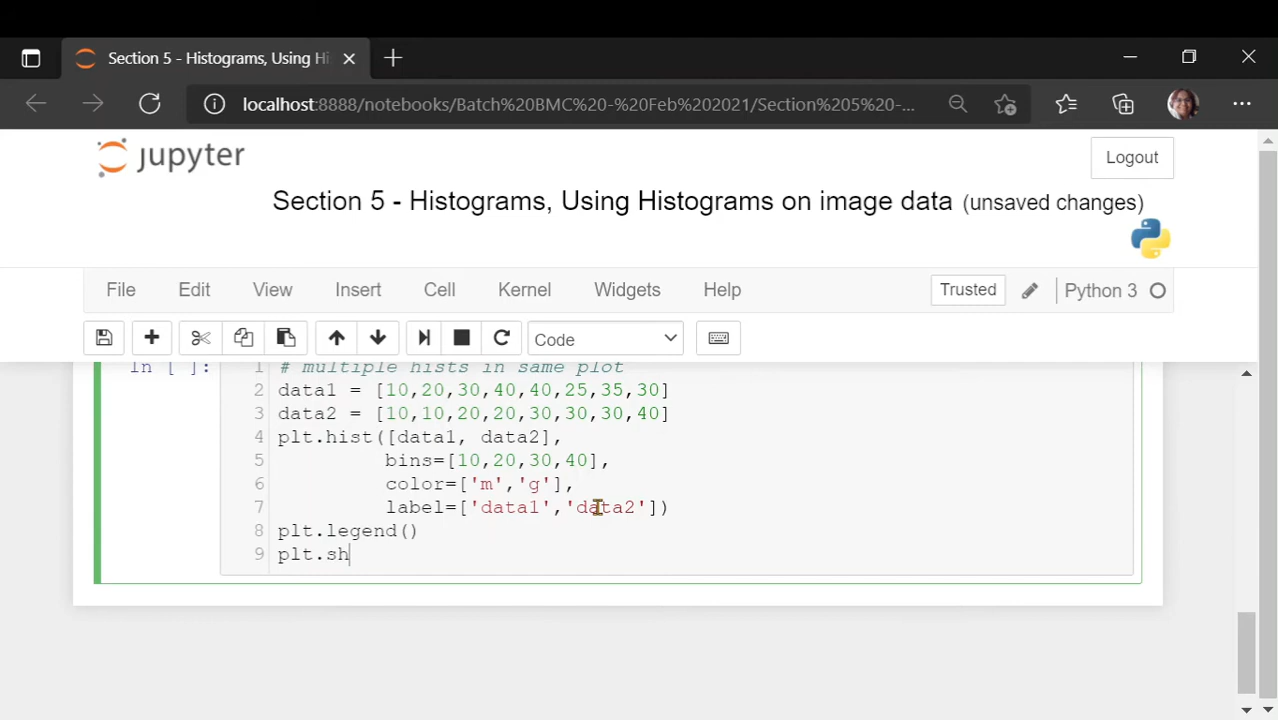 Section 5 - Histograms, Using Hi
localhost:8888/notebooks/Batch%20BMC%20-%20Feb%202021/Section%205%20-...
jupyter
Logout
Section 5 - Histograms, Using Histograms on image data (unsaved changes)
File Edit View Insert Cell Kernel Widgets Help Trusted Python 3
Code
In [ ]: 1 # multiple hists in same plot
2 data1 = [10,20,30,40,40,25,35,30]
3 data2 = [10,10,20,20,30,30,30,40]
4 plt.hist([data1, data2],
5 bins=[10,20,30,40],
6 color=['m','g'],
7 label=['data1','data2'])
8 plt.legend()
9 plt.sh